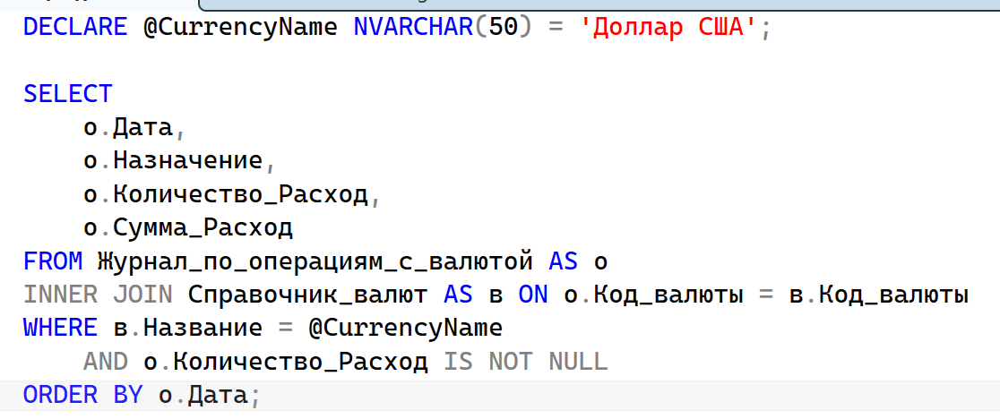 DECLARE @CurrencyName NVARCHAR(50) = 'Доллар США';
SELECT
о.Дата,
о.Назначение,
о.Количество_Расход,
о.Сумма_Расход
FROM Журнал_по_операциям_с_валютой AS о
INNER JOIN Справочник_валют AS в ON о.Код_валюты = в.Код_валюты
WHERE в.Название = @CurrencyName
AND о.Количество_Расход IS NOT NULL
ORDER BY о.Дата;